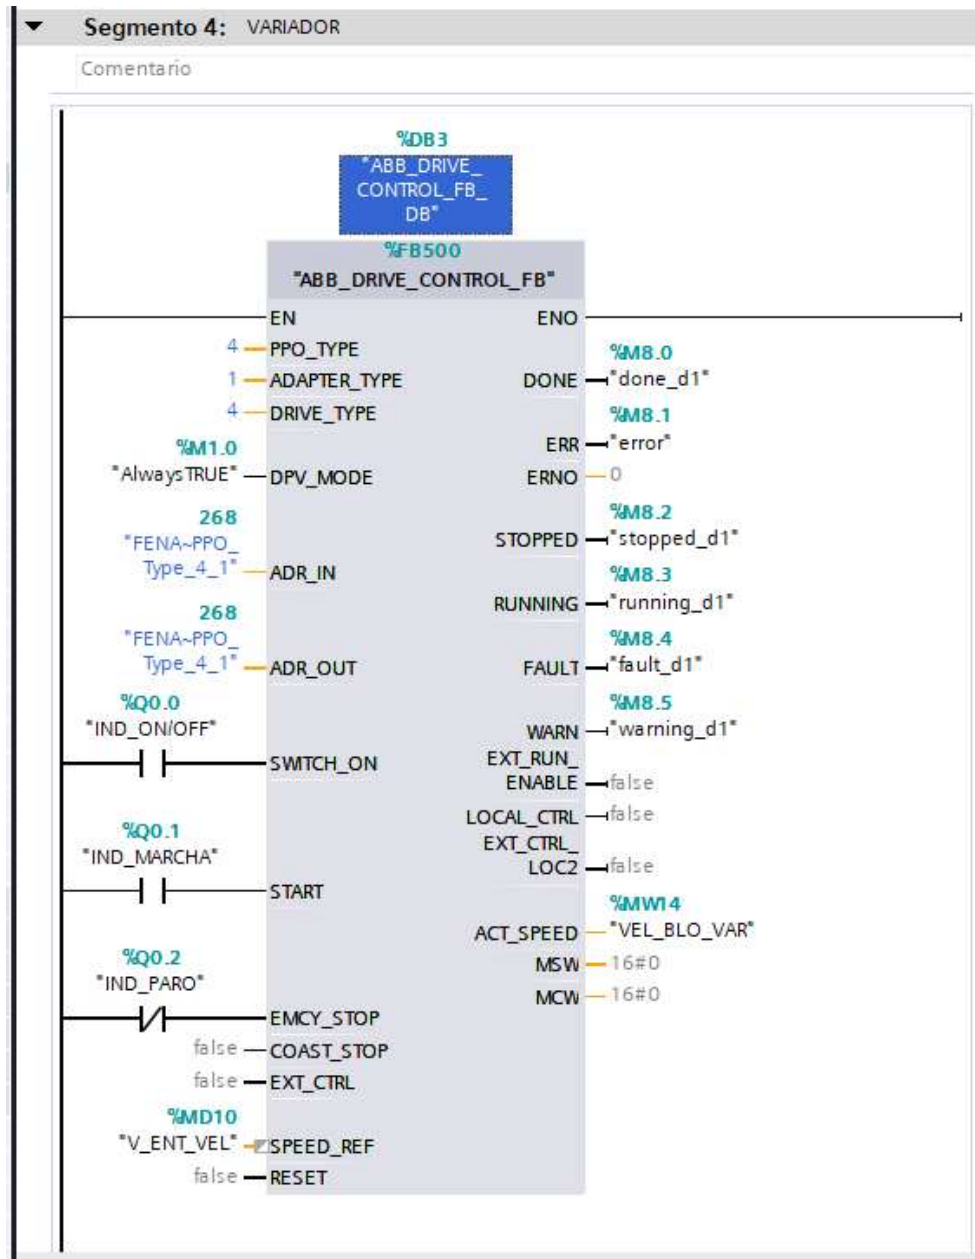 Segmento 4: VARIADOR
Comentario
%DB3
"ABB_DRIVE_
CONTROL_FB_
DB"
%FB500
"ABB_DRIVE_CONTROL_FB"
EN ENO
4 PPO_TYPE
%M8.0
1 ADAPTER_TYPE DONE "done_d1"
4 DRIVE_TYPE
%M8.1
ERR "error"
%M1.0
"AlwaysTRUE" DPV_MODE ERNO 0
268
%M8.2
"FENA~PPO_
STOPPED "stopped_d1"
Type_4_1" ADR_IN
%M8.3
RUNNING "running_d1"
268
"FENA~PPO_
%M8.4
Type_4_1" ADR_OUT FAULT "fault_d1"
%Q0.0
%M8.5
"IND_ON/OFF"
WARN "warning_d1"
SWITCH_ON EXT_RUN_
ENABLE false
LOCAL_CTRL false
%Q0.1
EXT_CTRL_
"IND_MARCHA"
LOC2 false
START
%MW14
ACT_SPEED "VEL_BLO_VAR"
%Q0.2
MSW 16#0
"IND_PARO"
MCW 16#0
EMCY_STOP
false COAST_STOP
false EXT_CTRL
%MD10
"V_ENT_VEL" SPEED_REF
false RESET